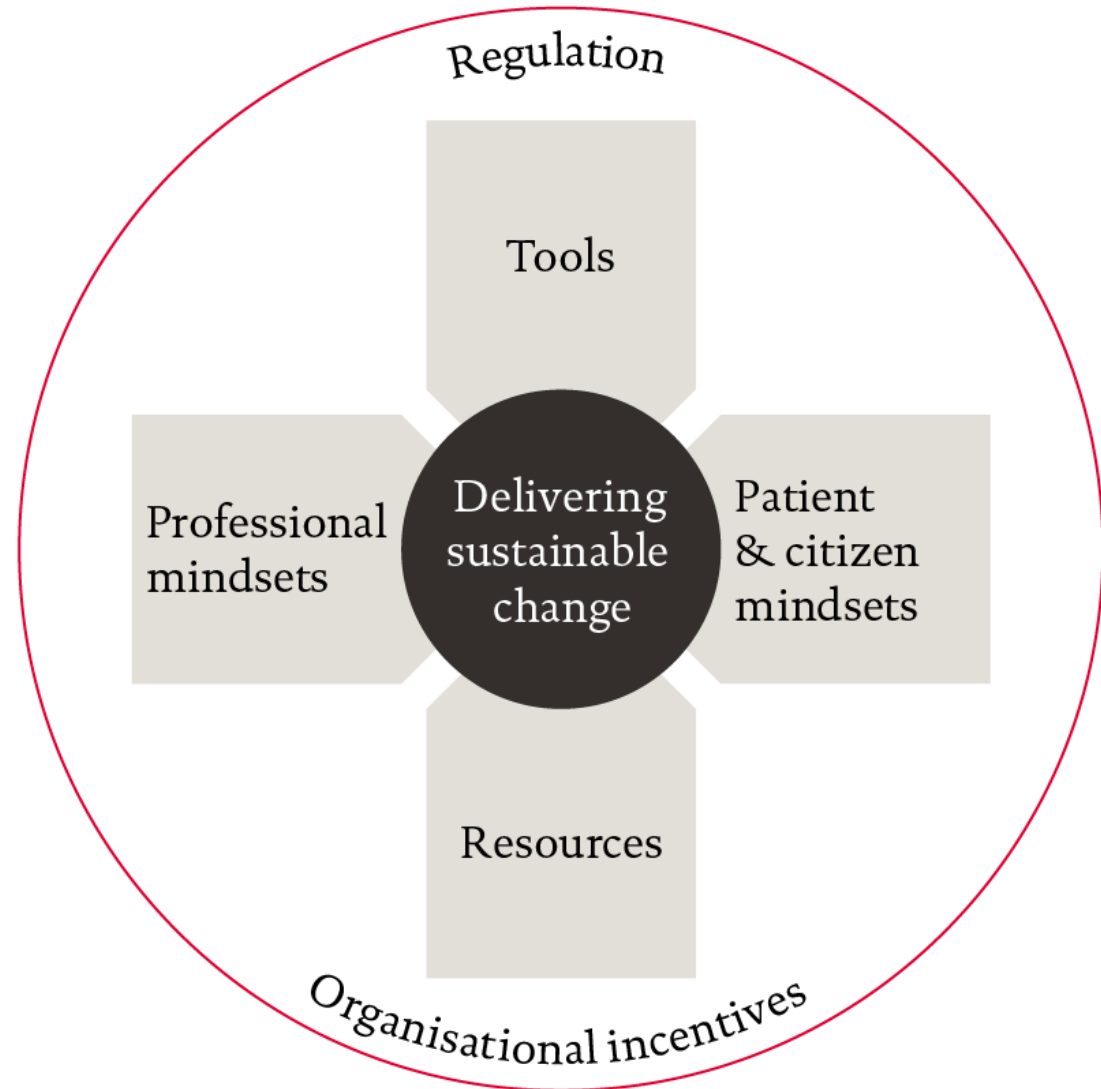 Regulation
Tools
Professional
mindsets
Delivering
sustainable
change
Patient
& citizen
mindsets
Resources
Organisational incentives